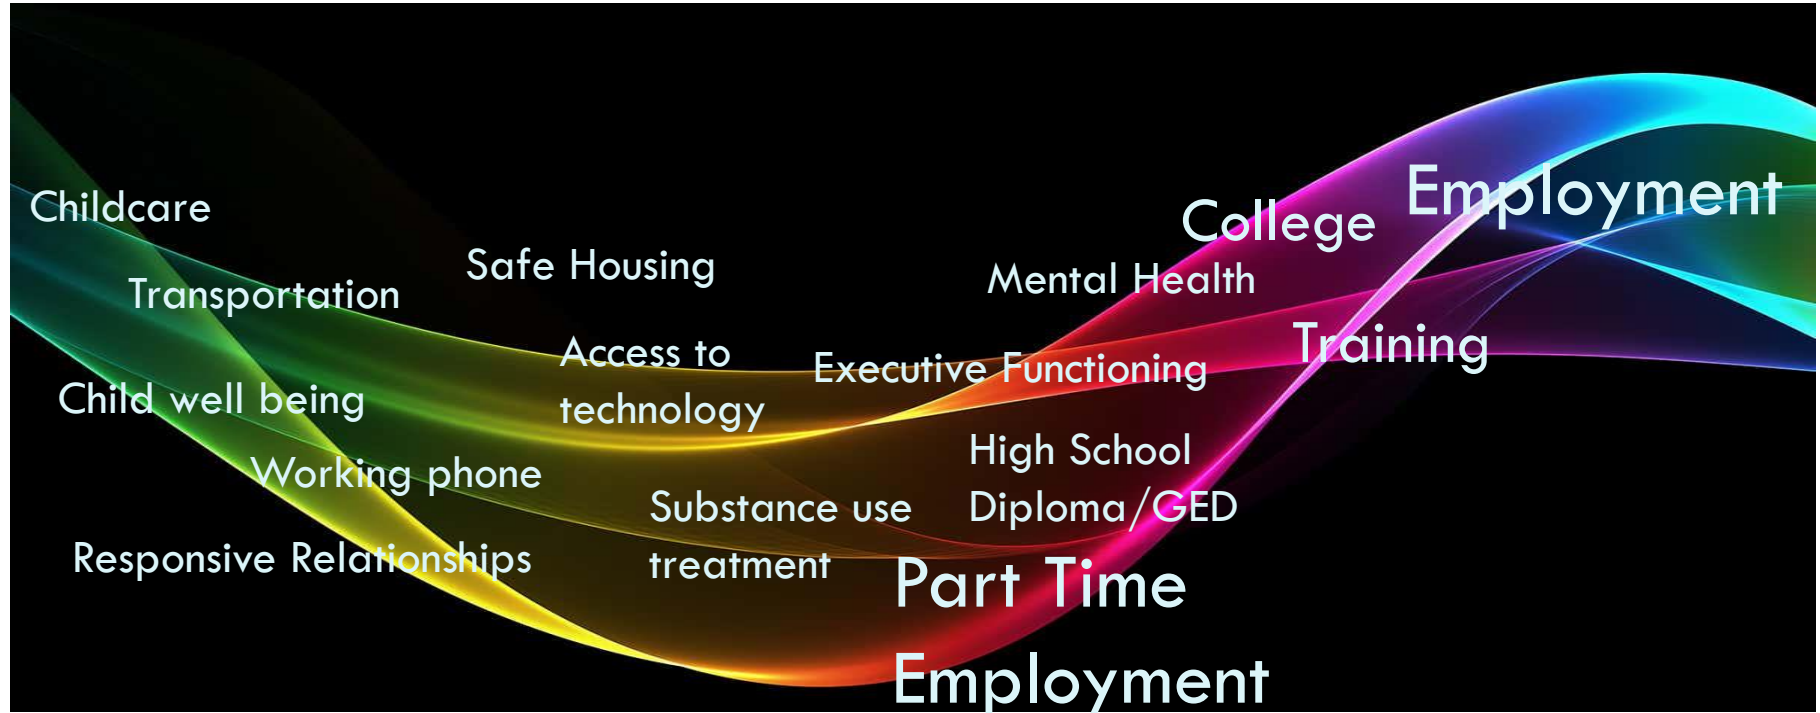 Childcare
Transportation
Child well being
Working phone
Responsive Relationships
Safe Housing
Access to
technology
Substance use
treatment
Executive Functioning
Mental Health
High School
Diploma/GED
Part Time
Employment
College
Training
Employment